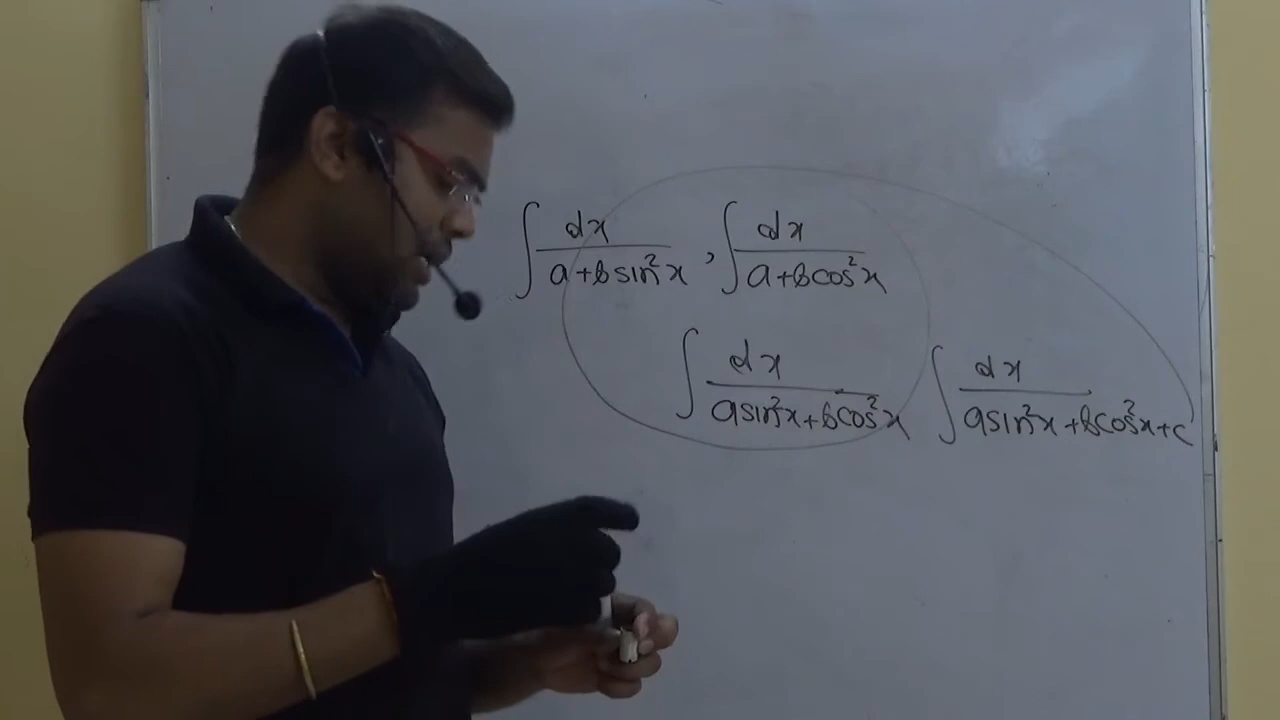 ∫ dx / (a+b sin²x) , ∫ dx / (a+b cos²x)
∫ dx / (a sin²x+b cos²x) ∫ dx / (a sin²x+b cos²x+c)